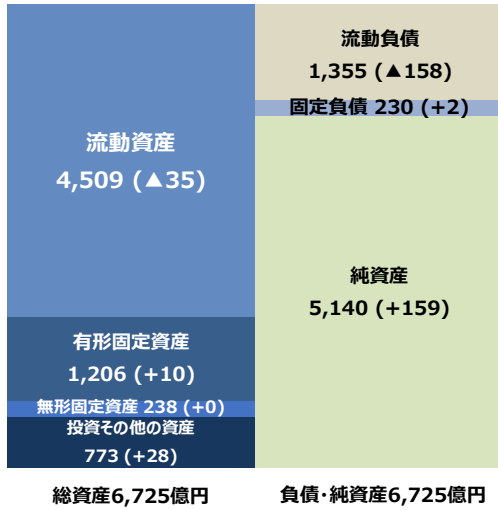 流動資産
4,509 (▲35)
有形固定資産
1,206 (+10)
無形固定資産 238 (+0)
投資その他の資産
773 (+28)
総資産6,725億円
流動負債
1,355 (▲158)
固定負債 230 (+2)
純資産
5,140 (+159)
負債・純資産6,725億円